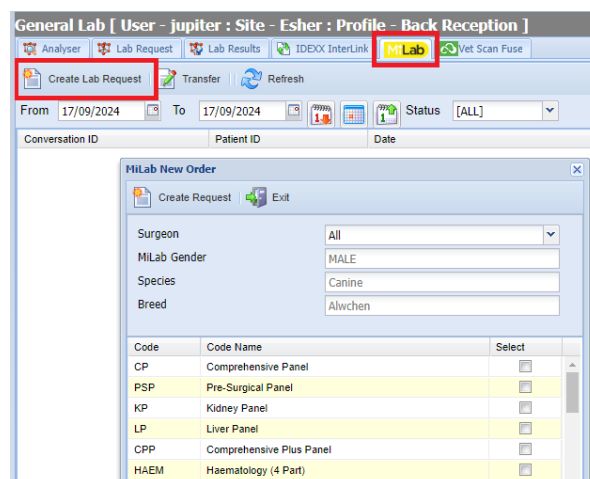 General Lab [ User - jupiter : Site - Esher : Profile - Back Reception ]
Analyser Lab Request Lab Results IDEXX InterLink MiLab Vet Scan Fuse
Create Lab Request Transfer Refresh
From 17/09/2024 To 17/09/2024 1 1 Status [ALL]
Conversation ID Patient ID Date
MiLab New Order
Create Request Exit
Surgeon All
MiLab Gender MALE
Species Canine
Breed Alwchen
Code Code Name Select
CP Comprehensive Panel
PSP Pre-Surgical Panel
KP Kidney Panel
LP Liver Panel
CPP Comprehensive Plus Panel
HAEM Haematology (4 Part)